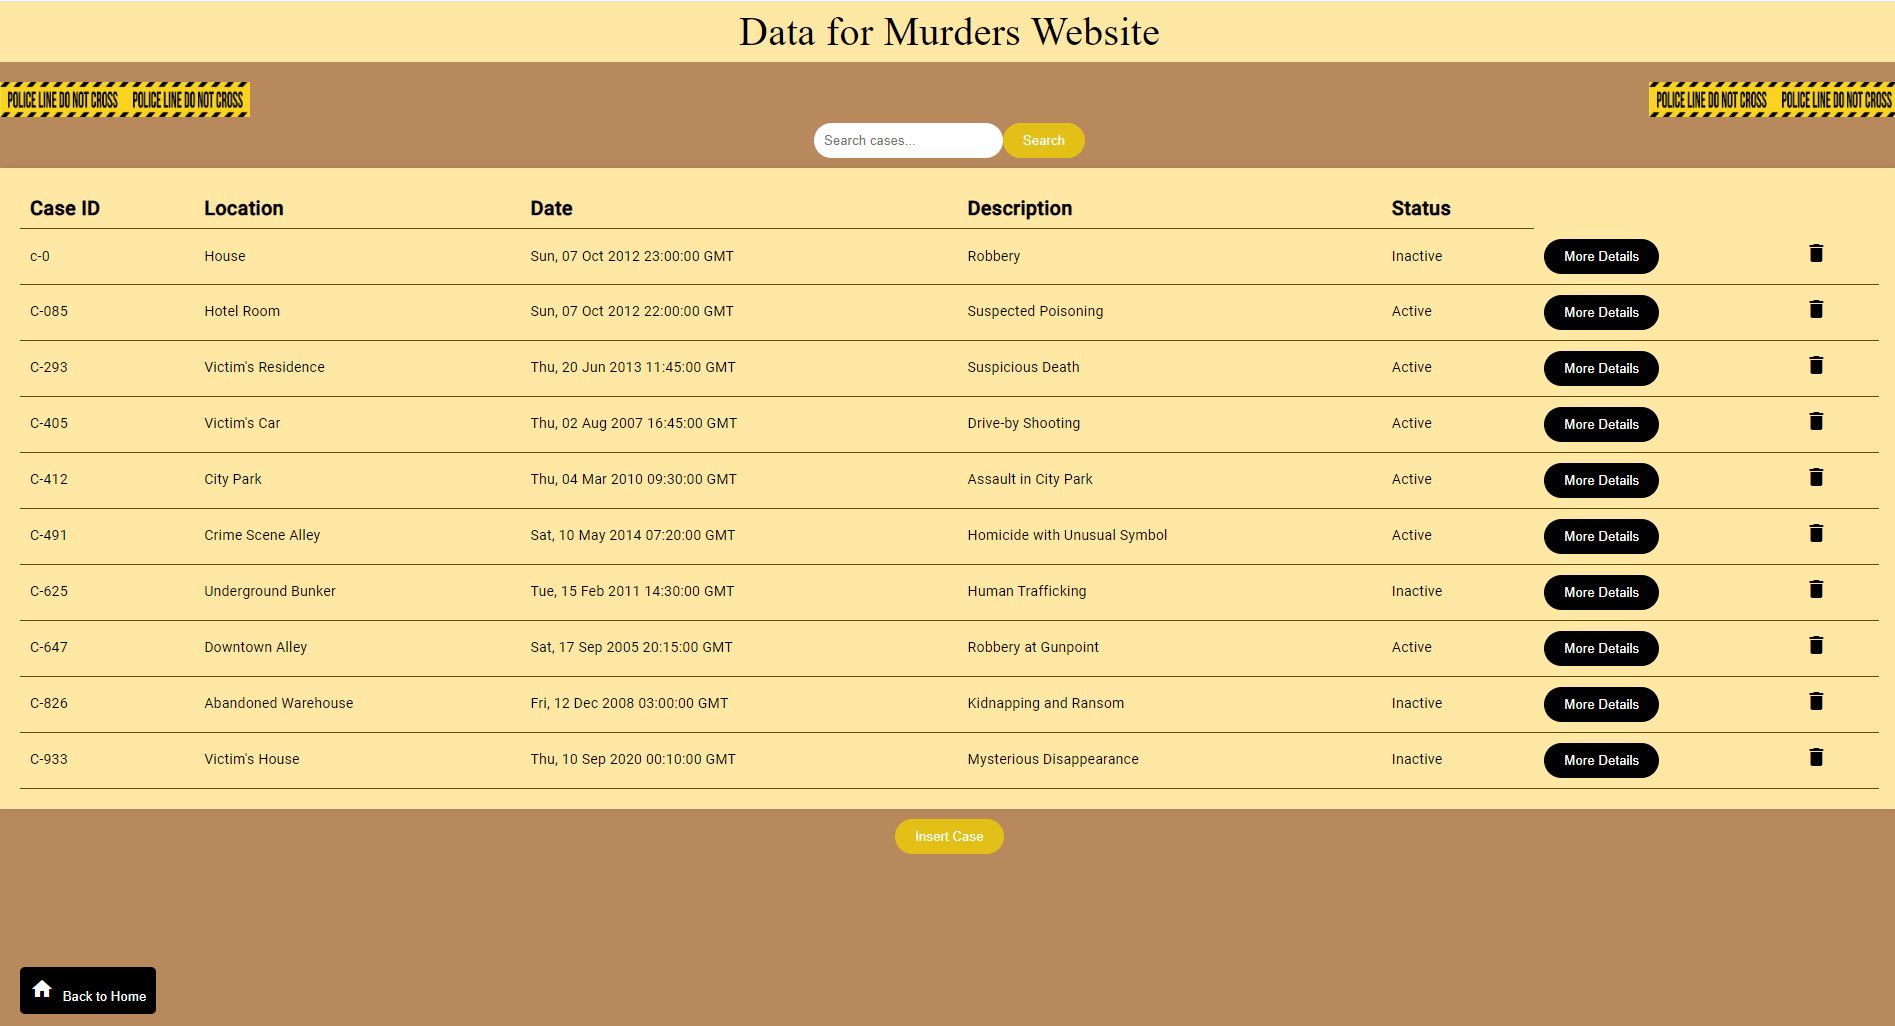 Data for Murders Website
POLICE LINE DO NOT CROSS POLICE LINE DO NOT CROSS POLICE LINE DO NOT CROSS POLICE LINE DO NOT CROSS
Search cases... Search
Case ID Location Date Description Status
c-0 House Sun, 07 Oct 2012 23:00:00 GMT Robbery Inactive More Details
C-085 Hotel Room Sun, 07 Oct 2012 22:00:00 GMT Suspected Poisoning Active More Details
C-293 Victim's Residence Thu, 20 Jun 2013 11:45:00 GMT Suspicious Death Active More Details
C-405 Victim's Car Thu, 02 Aug 2007 16:45:00 GMT Drive-by Shooting Active More Details
C-412 City Park Thu, 04 Mar 2010 09:30:00 GMT Assault in City Park Active More Details
C-491 Crime Scene Alley Sat, 10 May 2014 07:20:00 GMT Homicide with Unusual Symbol Active More Details
C-625 Underground Bunker Tue, 15 Feb 2011 14:30:00 GMT Human Trafficking Inactive More Details
C-647 Downtown Alley Sat, 17 Sep 2005 20:15:00 GMT Robbery at Gunpoint Active More Details
C-826 Abandoned Warehouse Fri, 12 Dec 2008 03:00:00 GMT Kidnapping and Ransom Inactive More Details
C-933 Victim's House Thu, 10 Sep 2020 00:10:00 GMT Mysterious Disappearance Inactive More Details
Insert Case
Back to Home